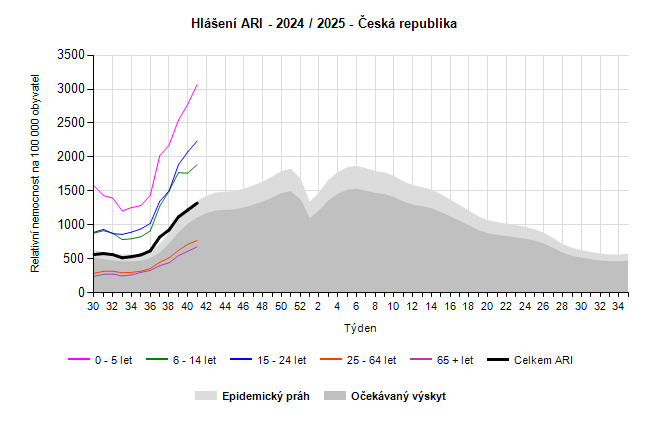 Hlášení ARI - 2024 / 2025 - Česká republika
Relativní nemocnost na 100 000 obyvatel
3500
3000
2500
2000
1500
1000
500
0
30 32 34 36 38 40 42 44 46 48 50 52 2 4 6 8 10 12 14 16 18 20 22 24 26 28 30 32 34
Týden
0 - 5 let 6 - 14 let 15 - 24 let 25 - 64 let 65 + let Celkem ARI
Epidemický práh Očekávaný výskyt